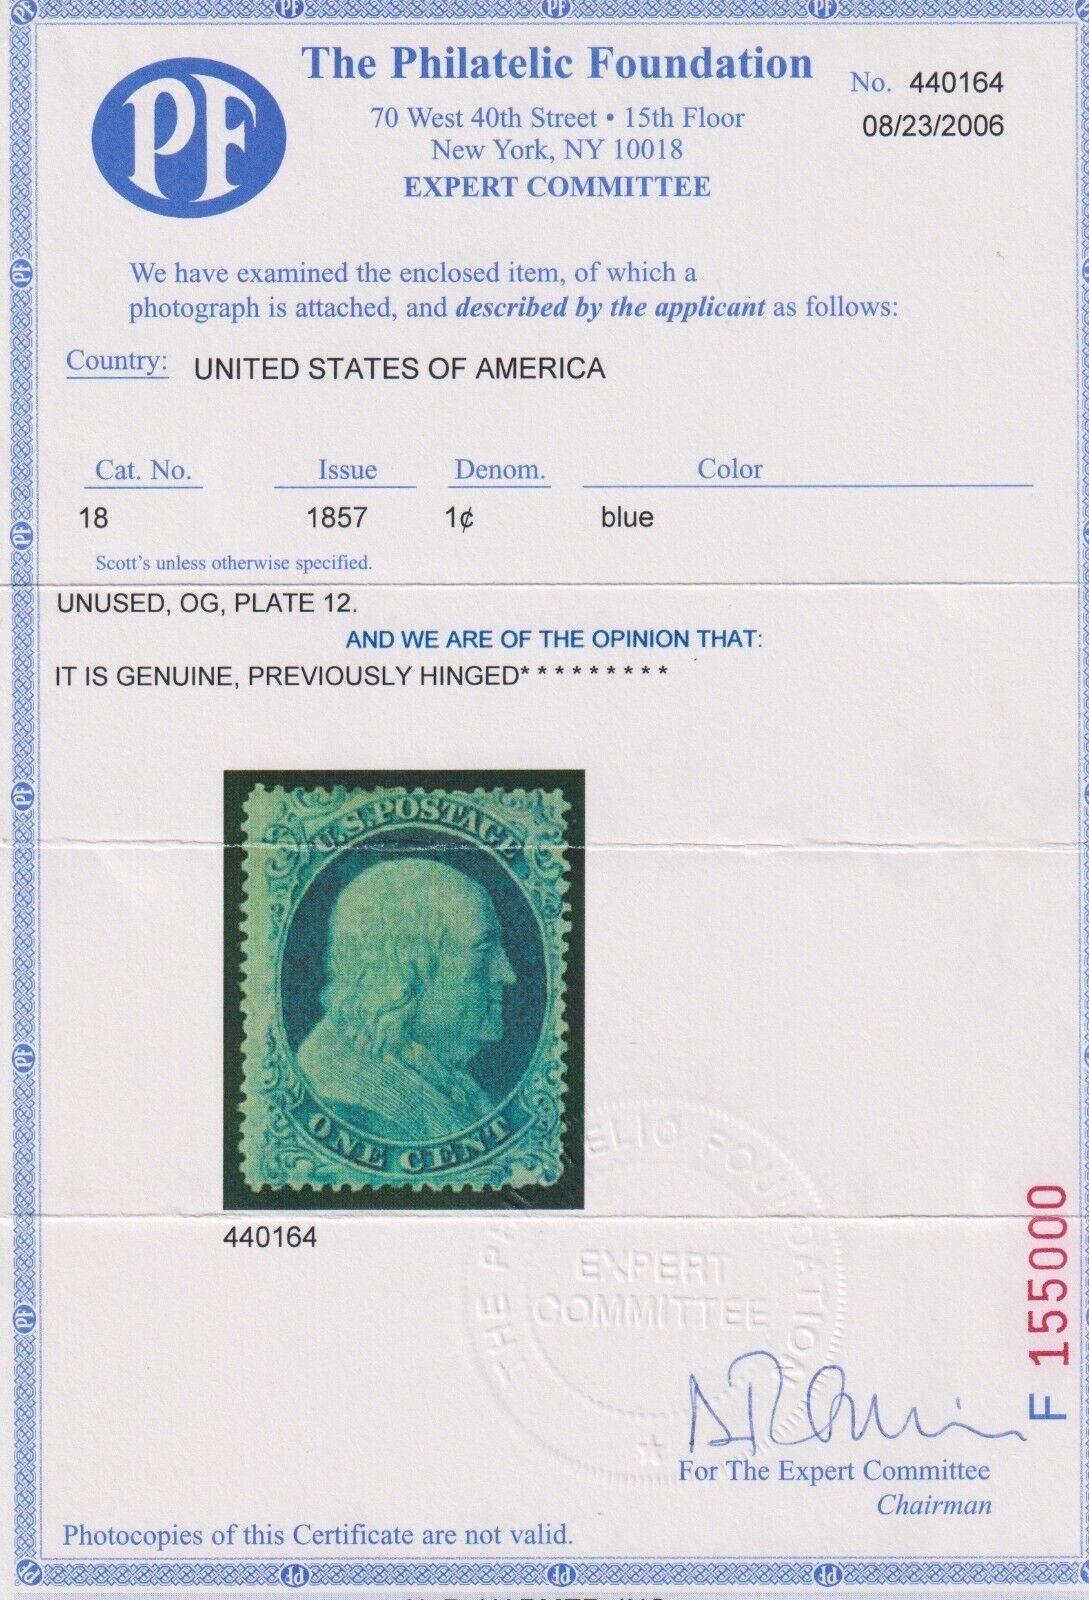 PF
The Philatelic Foundation
70 West 40th Street • 15th Floor
New York, NY 10018
EXPERT COMMITTEE
No. 440164
08/23/2006
We have examined the enclosed item, of which a
photograph is attached, and described by the applicant as follows:
Country: UNITED STATES OF AMERICA
Cat. No. Issue Denom. Color
18 1857 1¢ blue
Scott's unless otherwise specified.
UNUSED, OG, PLATE 12.
AND WE ARE OF THE OPINION THAT:
IT IS GENUINE, PREVIOUSLY HINGED* * * * * * * * *
U.S. POSTAGE
ONE CENT
440164
THE PHILATELIC FOUNDATION
EXPERT
COMMITTEE
F 155000
For The Expert Committee
Chairman
Photocopies of this Certificate are not valid.